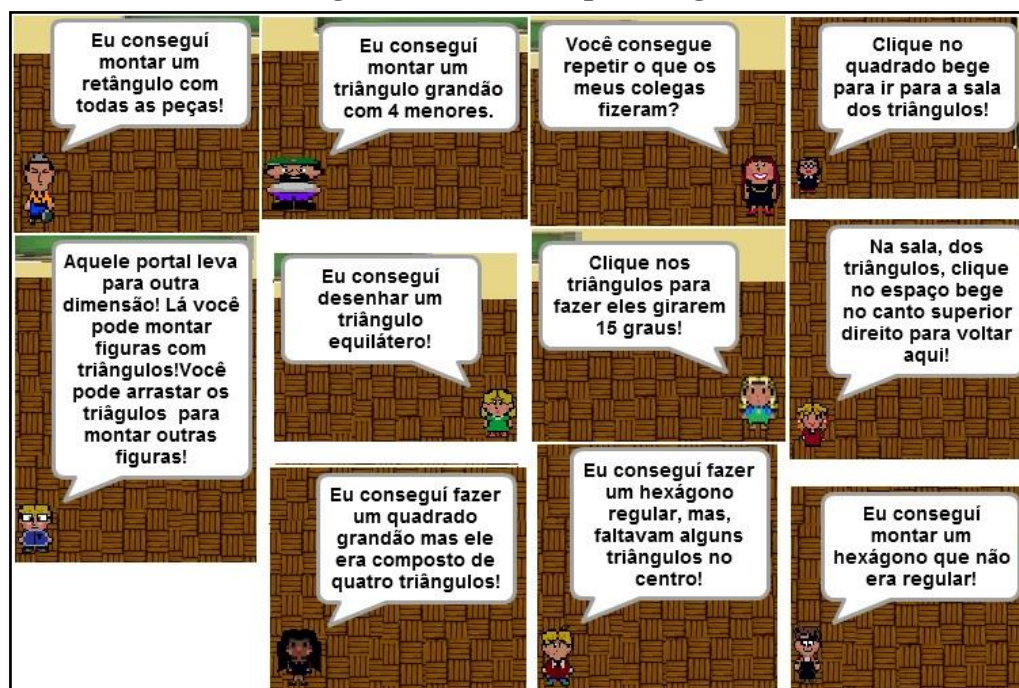 Eu conseguí
montar um
retângulo com
todas as peças!
Eu conseguí
montar um
triângulo grandão
com 4 menores.
Você consegue
repetir o que os
meus colegas
fizeram?
Clique no
quadrado bege
para ir para a sala
dos triângulos!
Aquele portal leva
para outra
dimensão! Lá você
pode montar
figuras com
triângulos!Você
pode arrastar os
triâgulos para
montar outras
figuras!
Eu conseguí
desenhar um
triângulo
equilátero!
Clique nos
triângulos para
fazer eles girarem
15 graus!
Na sala, dos
triângulos, clique
no espaço bege
no canto superior
direito para voltar
aqui!
Eu conseguí fazer
um quadrado
grandão mas ele
era composto de
quatro triângulos!
Eu conseguí fazer
um hexágono
regular, mas,
faltavam alguns
triângulos no
centro!
Eu conseguí
montar um
hexágono que não
era regular!